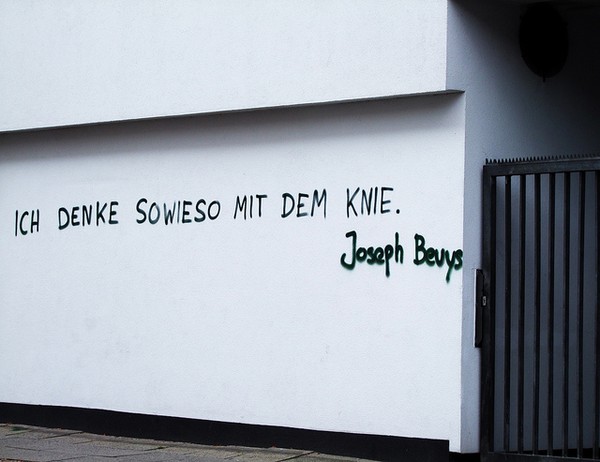 ICH DENKE SOWIESO MIT DEM KNIE.
Joseph Beuys